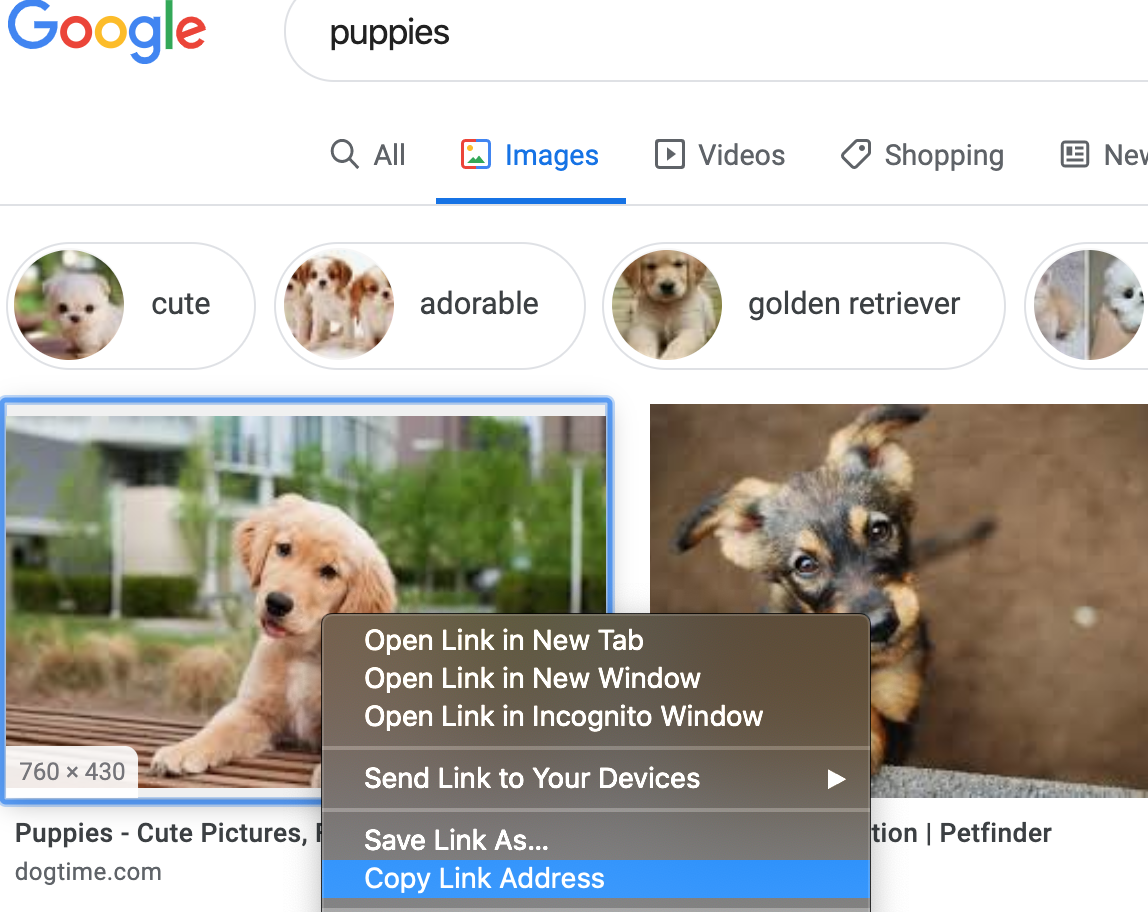 Google
puppies
All Images Videos Shopping
cute adorable golden retriever
760 × 430
Puppies - Cute Pictures,
dogtime.com
| Petfinder
Open Link in New Tab
Open Link in New Window
Open Link in Incognito Window
Send Link to Your Devices
Save Link As...
Copy Link Address